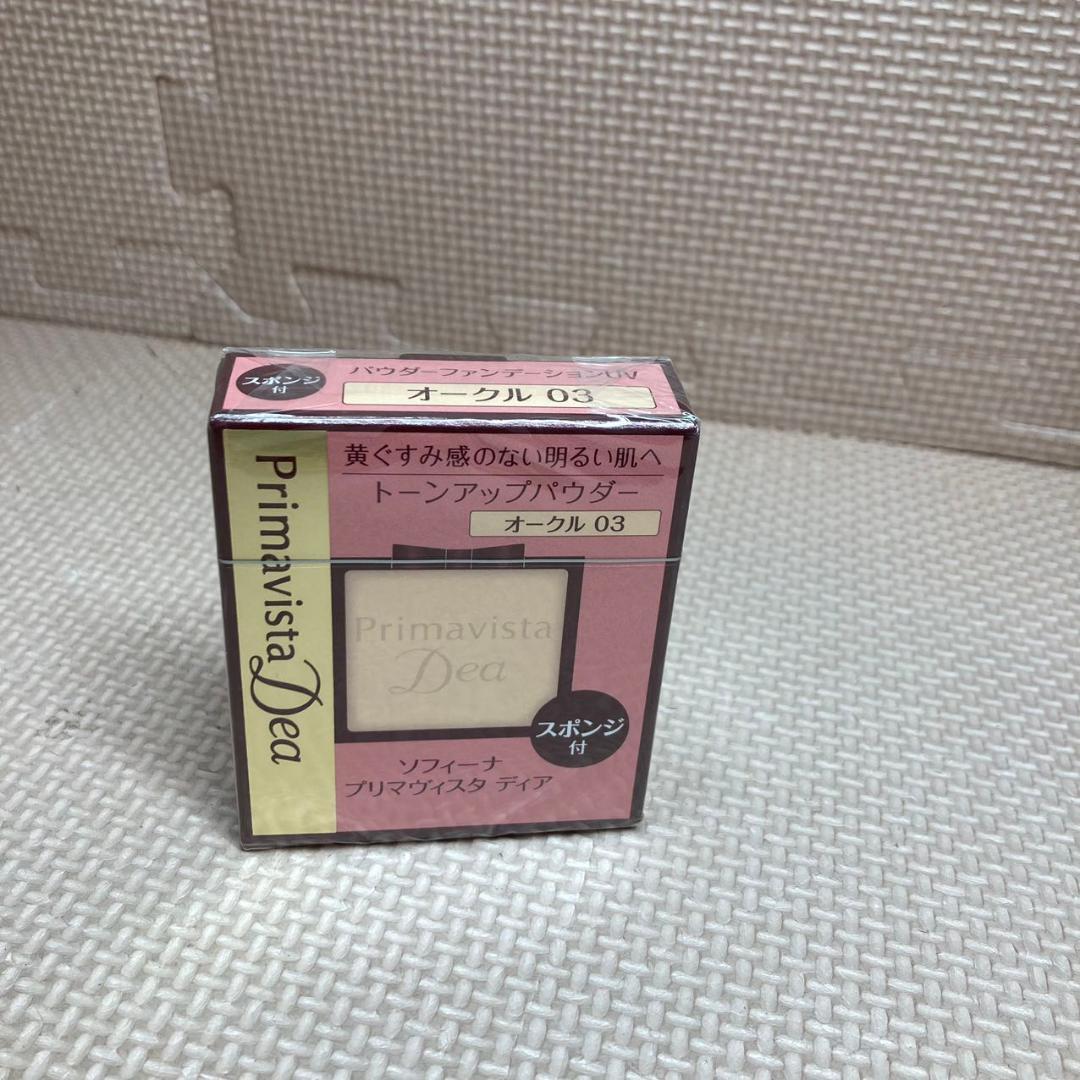 スポンジ
付
パウダーファンデーションUV
オークル 03
Primavista Dea
黄ぐすみ感のない明るい肌へ
トーンアップパウダー
オークル 03
Primavista
Dea
スポンジ
付
ソフィーナ
プリマヴィスタ ディア